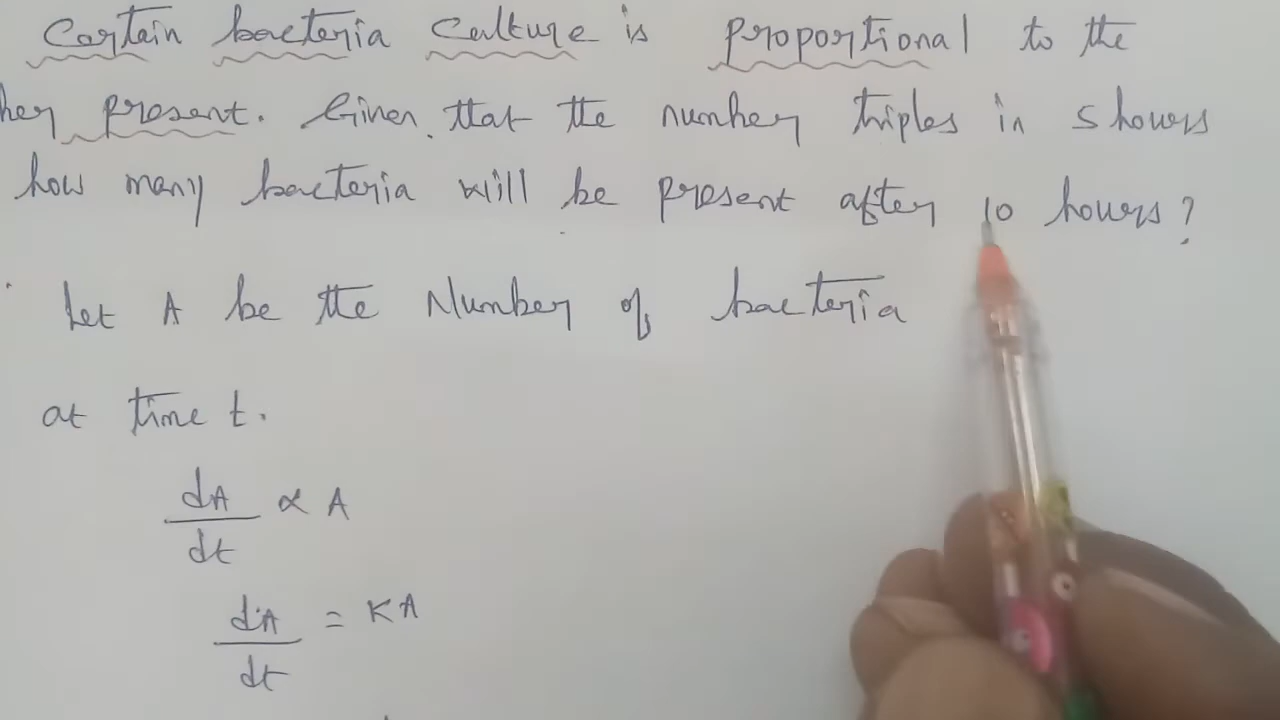 Certain bacteria Culture is proportional to the
ber present. Given that the number triples in 5 hours
how many bacteria will be present after 10 hours?
Let A be the Number of bacteria
at time t.
dA/dt ∝ A
dA/dt = KA